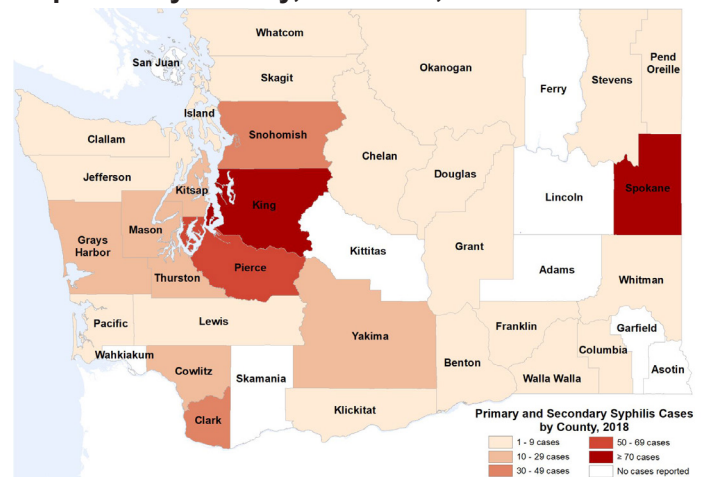 Whatcom
San Juan
Okanogan
Pend
Oreille
Skagit
Stevens
Ferry
Island
Snohomish
Clallam
Chelan
Jefferson
Douglas
Kitsap
Spokane
Lincoln
King
Mason
Grays
Harbor
Kittitas
Grant
Pierce
Adams
Thurston
Whitman
Pacific
Lewis
Franklin
Garfield
Yakima
Wahkiakum
Columbia
Benton
Cowlitz
Asotin
Skamania
Walla Walla
Klickitat
Clark
Primary and Secondary Syphilis Cases
by County, 2018
1 - 9 cases
10 - 29 cases
30 - 49 cases
50 - 69 cases
≥ 70 cases
No cases reported